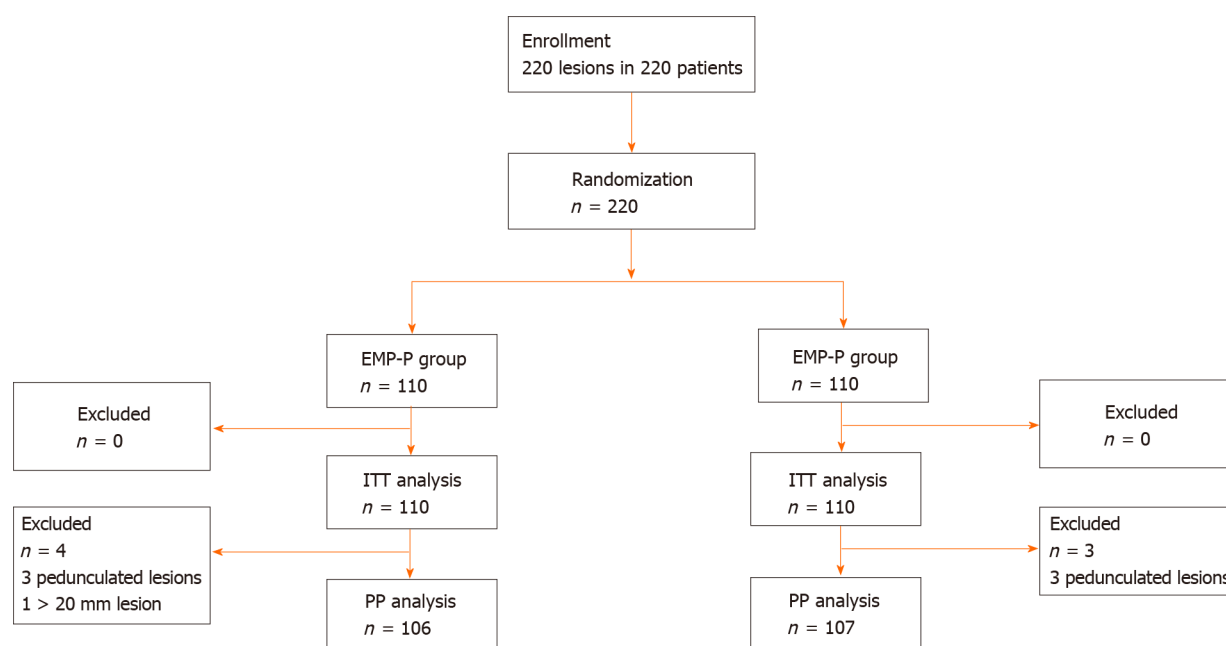 Enrollment
220 lesions in 220 patients
Randomization
n = 220
EMP-P group
n = 110
EMP-P group
n = 110
Excluded
n = 0
Excluded
n = 0
ITT analysis
n = 110
ITT analysis
n = 110
Excluded
n = 4
3 pedunculated lesions
1 > 20 mm lesion
Excluded
n = 3
3 pedunculated lesions
PP analysis
n = 106
PP analysis
n = 107